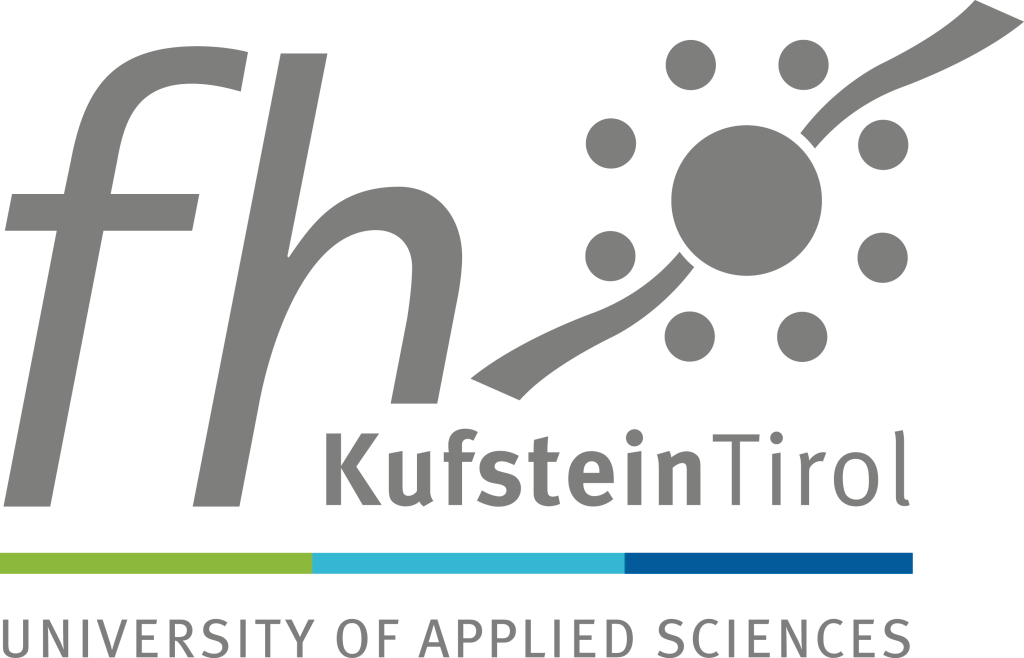 fh
KufsteinTirol
UNIVERSITY OF APPLIED SCIENCES